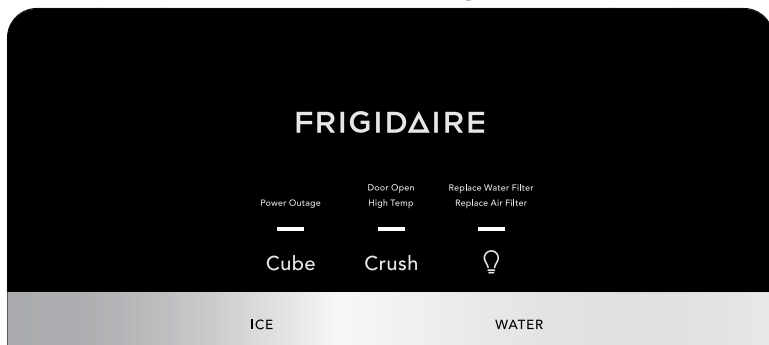 FRIGIDAIRE
Door Open Replace Water Filter
Power Outage High Temp Replace Air Filter
Cube Crush
ICE WATER